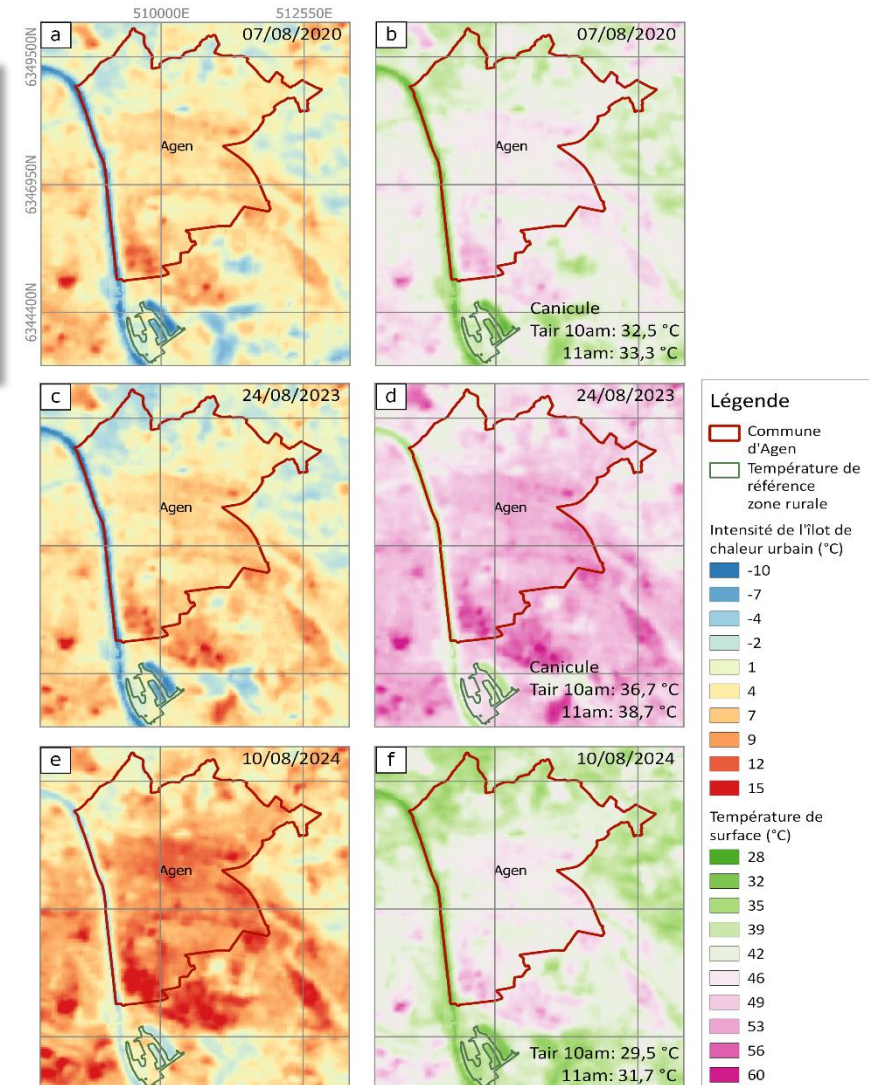 510000E 512550E
6349500N
6346950N
6344400N
a
07/08/2020
Agen
b
07/08/2020
Agen
Canicule
Tair 10am: 32,5 °C
11am: 33,3 °C
c
24/08/2023
Agen
d
24/08/2023
Agen
Canicule
Tair 10am: 36,7 °C
11am: 38,7 °C
e
10/08/2024
Agen
f
10/08/2024
Agen
Tair 10am: 29,5 °C
11am: 31,7 °C
Légende
Commune
d'Agen
Température de
référence
zone rurale
Intensité de l'îlot de
chaleur urbain (°C)
-10
-7
-4
-2
1
4
7
9
12
15
Température de
surface (°C)
28
32
35
39
42
46
49
53
56
60